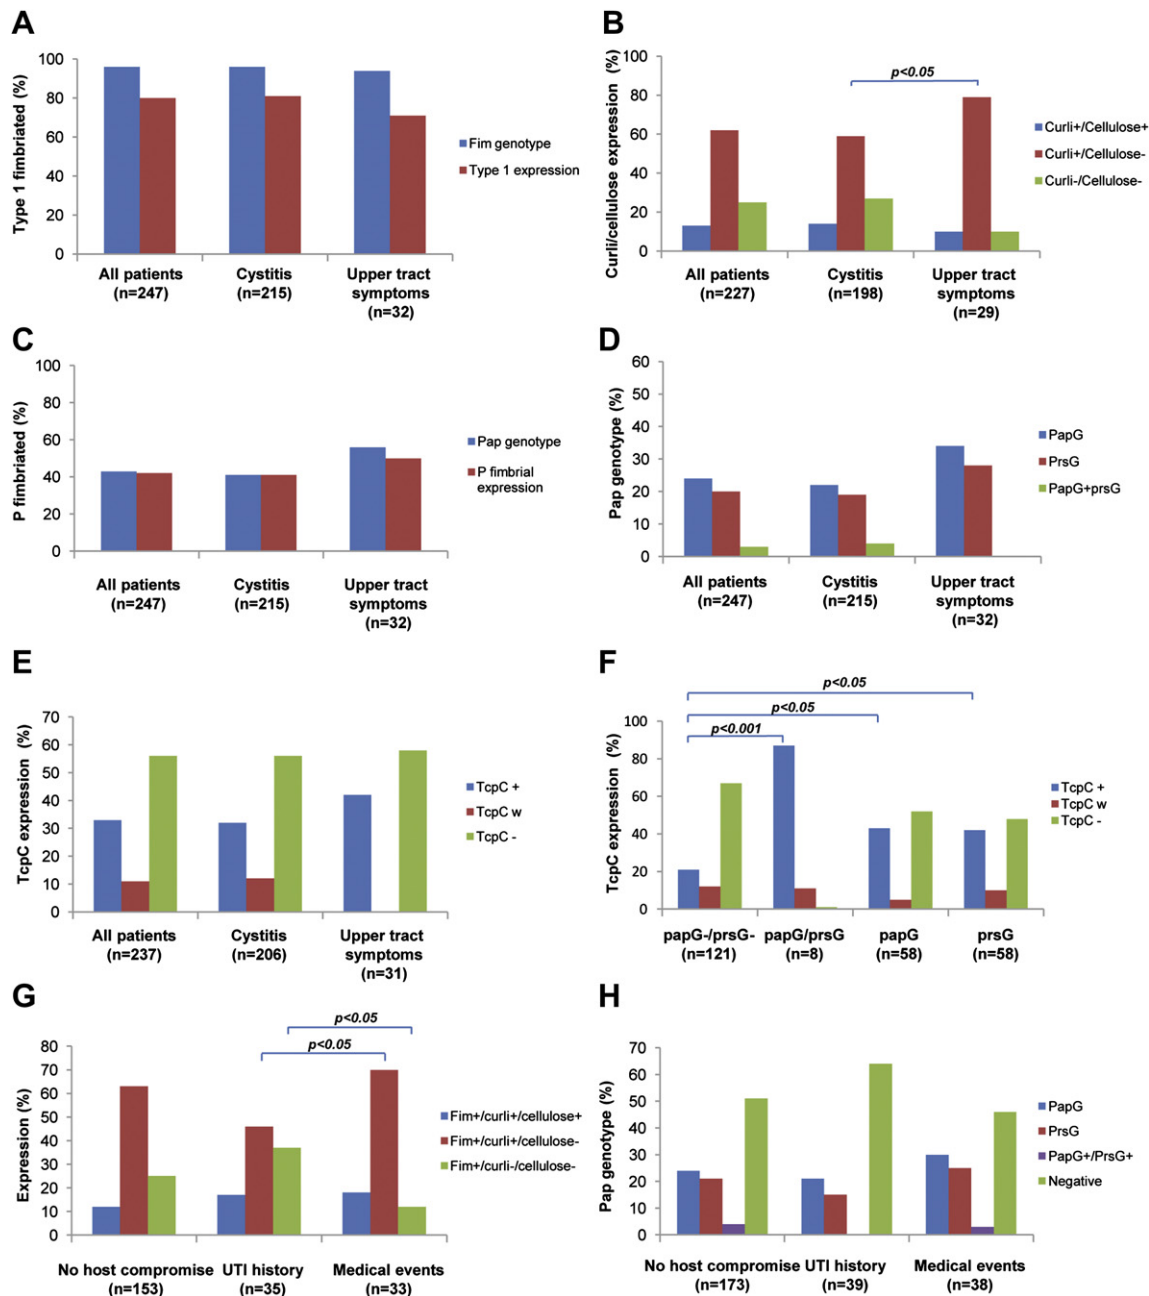 A
Type 1 fimbriated (%)
100
80
60
40
20
0
All patients
(n=247)
Cystitis
(n=215)
Upper tract
symptoms
(n=32)
Fim genotype
Type 1 expression
B
Curli/cellulose expression (%)
100
80
60
40
20
0
p<0.05
All patients
(n=227)
Cystitis
(n=198)
Upper tract
symptoms
(n=29)
Curli+/Cellulose+
Curli+/Cellulose-
Curli-/Cellulose-
C
P fimbriated (%)
100
80
60
40
20
0
All patients
(n=247)
Cystitis
(n=215)
Upper tract
symptoms
(n=32)
Pap genotype
P fimbrial
expression
D
Pap genotype (%)
60
50
40
30
20
10
0
All patients
(n=247)
Cystitis
(n=215)
Upper tract
symptoms
(n=32)
PapG
PrsG
PapG+prsG
E
TcpC expression (%)
70
60
50
40
30
20
10
0
All patients
(n=237)
Cystitis
(n=206)
Upper tract
symptoms
(n=31)
TcpC +
TcpC w
TcpC -
F
TcpC expression (%)
100
80
60
40
20
0
p<0.05
p<0.05
p<0.001
papG-/prsG-
(n=121)
papG/prsG
(n=8)
papG
(n=58)
prsG
(n=58)
TcpC +
TcpC w
TcpC -
G
Expression (%)
80
70
60
50
40
30
20
10
0
p<0.05
p<0.05
No host compromise
(n=153)
UTI history
(n=35)
Medical events
(n=33)
Fim+/curli+/cellulose+
Fim+/curli+/cellulose-
Fim+/curli-/cellulose-
H
Pap genotype (%)
70
60
50
40
30
20
10
0
No host compromise
(n=173)
UTI history
(n=39)
Medical events
(n=38)
PapG
PrsG
PapG+/PrsG+
Negative